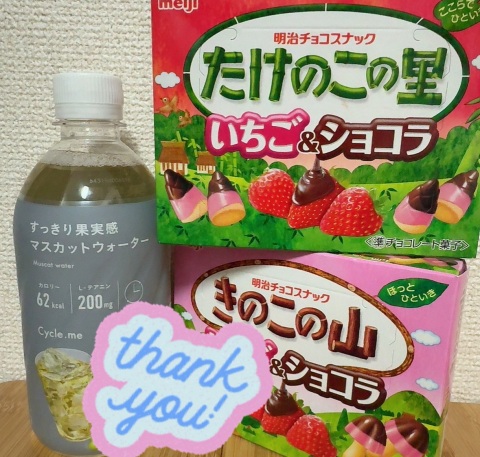 meiji
ここらで
ひといき
明治チョコスナック
たけのこの里
いちご&ショコラ
<準チョコレート菓子>
すっきり果実感
マスカットウォーター
Muscat water
カロリー
62kcal
L-テアニン
200mg
Cycle.me
明治チョコスナック
ほっと
ひといき
きのこの山
いちご&ショコラ
thank
you!